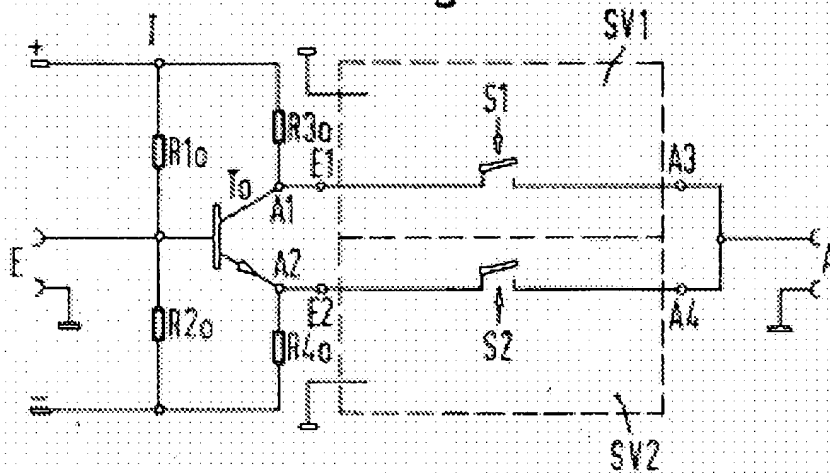 SV1
I
+
S1
R3o
R1o
E1
A3
To
A1
E
A2
A
E2
A4
R2o
R4o
S2
SV2